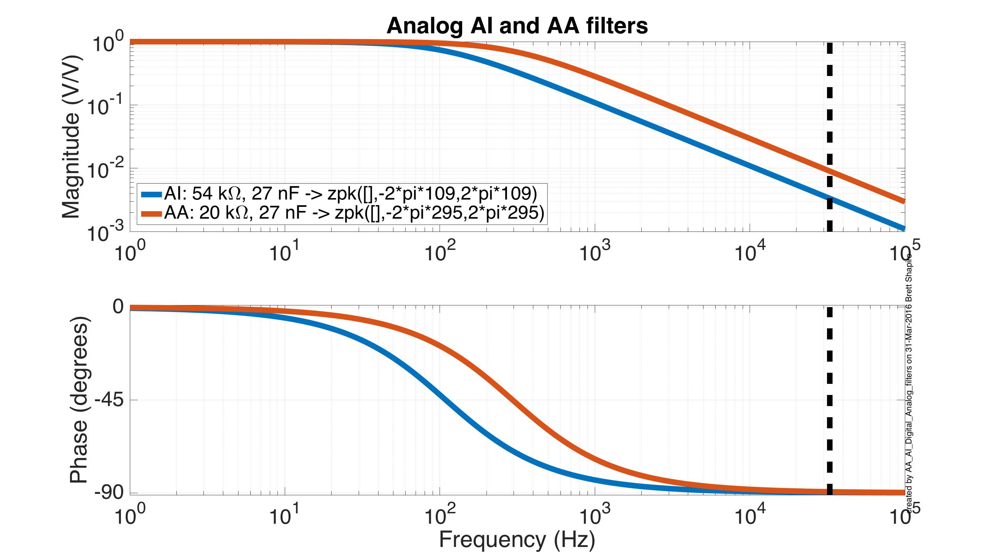 Analog AI and AA filters
Magnitude (V/V)
10^0
10^-1
10^-2
10^-3
AI: 54 kΩ, 27 nF -> zpk([],-2*pi*109,2*pi*109)
AA: 20 kΩ, 27 nF -> zpk([],-2*pi*295,2*pi*295)
10^0 10^1 10^2 10^3 10^4 10^5
Phase (degrees)
0
-45
-90
10^0 10^1 10^2 10^3 10^4 10^5
Frequency (Hz)
created by AA_AI_Digital_Analog_filters on 31-Mar-2016 Brett Shapiro